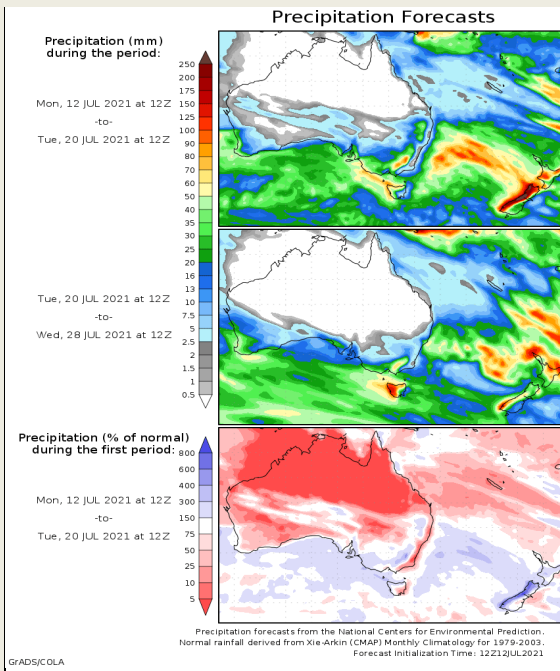 Precipitation Forecasts
Precipitation (mm)
during the period:
Mon, 12 JUL 2021 at 12Z
-to-
Tue, 20 JUL 2021 at 12Z
250
200
175
150
125
100
90
80
70
60
50
40
35
30
25
20
16
13
10
7.5
5
2.5
2
1.5
1
0.5
Tue, 20 JUL 2021 at 12Z
-to-
Wed, 28 JUL 2021 at 12Z
Precipitation (% of normal)
during the first period:
Mon, 12 JUL 2021 at 12Z
-to-
Tue, 20 JUL 2021 at 12Z
800
600
400
300
150
75
50
25
10
5
Precipitation forecasts from the National Centers for Environmental Prediction.
Normal rainfall derived from Xie-Arkin (CMAP) Monthly Climatology for 1979-2003.
Forecast Initialization Time: 12Z12JUL2021
GrADS/COLA